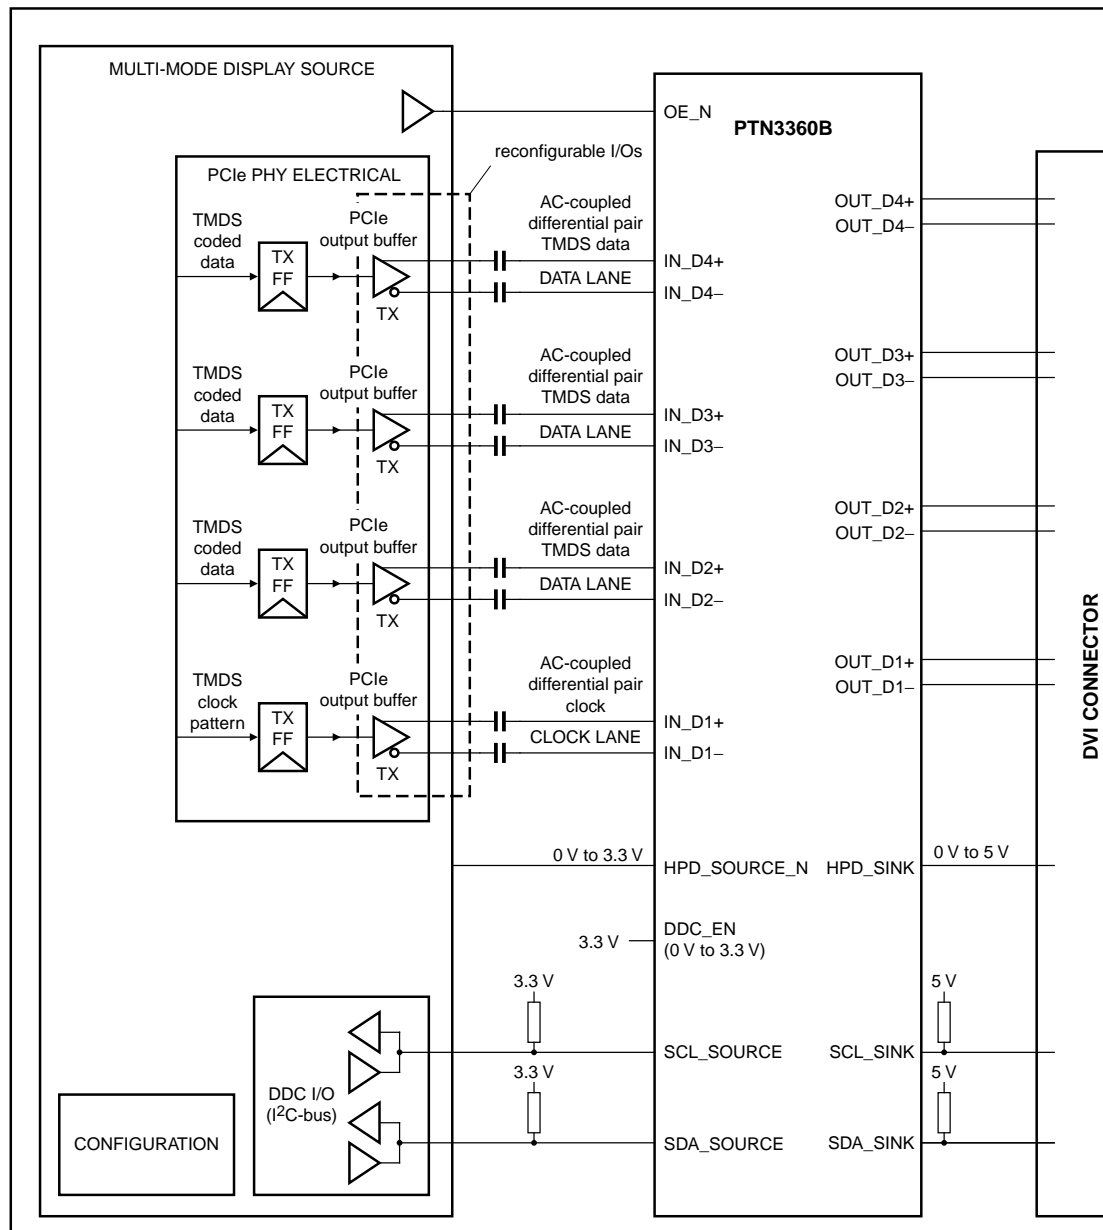 MULTI-MODE DISPLAY SOURCE
OE_N
PTN3360B
reconfigurable I/Os
PCIe PHY ELECTRICAL
TMDS
coded
data
TX
FF
PCIe
output buffer
TX
AC-coupled
differential pair
TMDS data
DATA LANE
IN_D4+
IN_D4−
OUT_D4+
OUT_D4−
TMDS
coded
data
TX
FF
PCIe
output buffer
TX
AC-coupled
differential pair
TMDS data
DATA LANE
IN_D3+
IN_D3−
OUT_D3+
OUT_D3−
TMDS
coded
data
TX
FF
PCIe
output buffer
TX
AC-coupled
differential pair
TMDS data
DATA LANE
IN_D2+
IN_D2−
OUT_D2+
OUT_D2−
TMDS
clock
pattern
TX
FF
PCIe
output buffer
TX
AC-coupled
differential pair
clock
CLOCK LANE
IN_D1+
IN_D1−
OUT_D1+
OUT_D1−
DVI CONNECTOR
0 V to 3.3 V
HPD_SOURCE_N
HPD_SINK
0 V to 5 V
3.3 V
DDC_EN
(0 V to 3.3 V)
3.3 V
5 V
SCL_SOURCE
SCL_SINK
3.3 V
5 V
SDA_SOURCE
SDA_SINK
DDC I/O
(I²C-bus)
CONFIGURATION